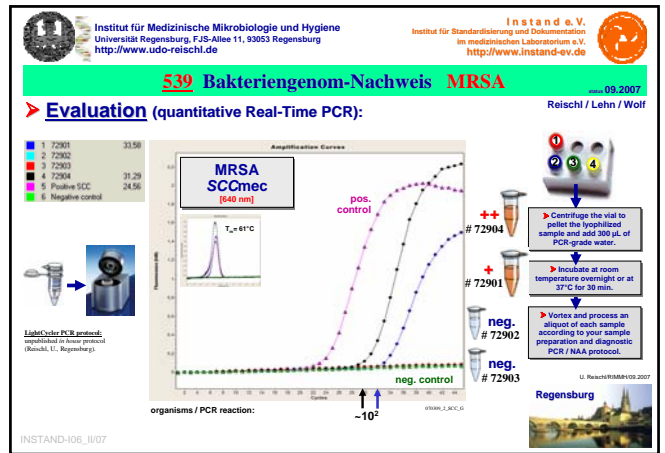 Institut für Medizinische Mikrobiologie und Hygiene
Universität Regensburg, FJS-Allee 11, 93053 Regensburg
http://www.udo-reischl.de
Instand e.V.
Institut für Standardisierung und Dokumentation
im medizinischen Laboratorium e.V.
http://www.instand-ev.de
539 Bakteriengenom-Nachweis MRSA
status 09.2007
Evaluation (quantitative Real-Time PCR):
Reischl / Lehn / Wolf
1 72901 33,58
2 72902
3 72903
4 72904 31,29
5 Positive SCC 24,56
6 Negative control
Amplification Curves
MRSA
SCCmec
[640 nm]
Tm= 61°C
pos.
control
neg. control
Cycles
++
# 72904
+
# 72901
neg.
# 72902
neg.
# 72903
1
2 3 4
Centrifuge the vial to
pellet the lyophilized
sample and add 300 µL of
PCR-grade water.
Incubate at room
temperature overnight or at
37°C for 30 min.
Vortex and process an
aliquot of each sample
according to your sample
preparation and diagnostic
PCR / NAA protocol.
LightCycler PCR protocol:
unpublished in house protocol
(Reischl, U., Regensburg).
organisms / PCR reaction:
~10²
U. Reischl/RIMMH/09.2007
Regensburg
INSTAND-I06_II/07